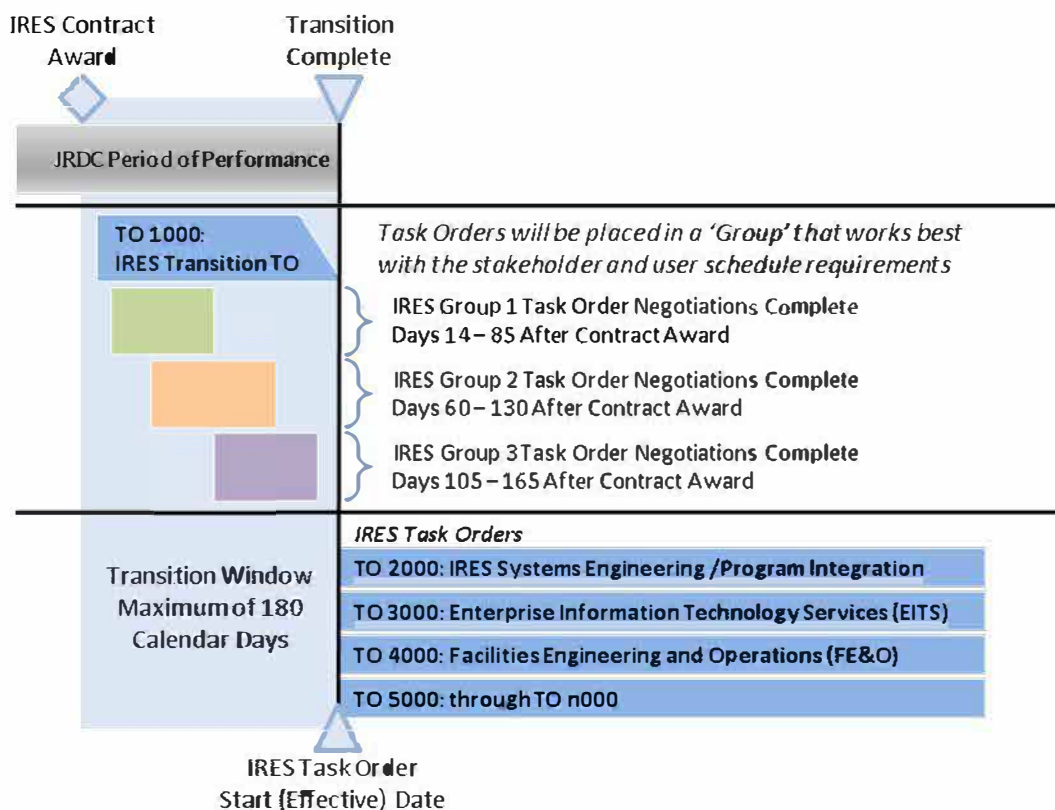 IRES Contract
Award
Transition
Complete
JRDC Period of Performance
TO 1000:
IRES Transition TO
Task Orders will be placed in a ‘Group’ that works best
with the stakeholder and user schedule requirements
IRES Group 1 Task Order Negotiations Complete
Days 14 – 85 After Contract Award
IRES Group 2 Task Order Negotiations Complete
Days 60 – 130 After Contract Award
IRES Group 3 Task Order Negotiations Complete
Days 105 – 165 After Contract Award
Transition Window
Maximum of 180
Calendar Days
IRES Task Orders
TO 2000: IRES Systems Engineering /Program Integration
TO 3000: Enterprise Information Technology Services (EITS)
TO 4000: Facilities Engineering and Operations (FE&O)
TO 5000: through TO n000
IRES Task Order
Start (Effective) Date